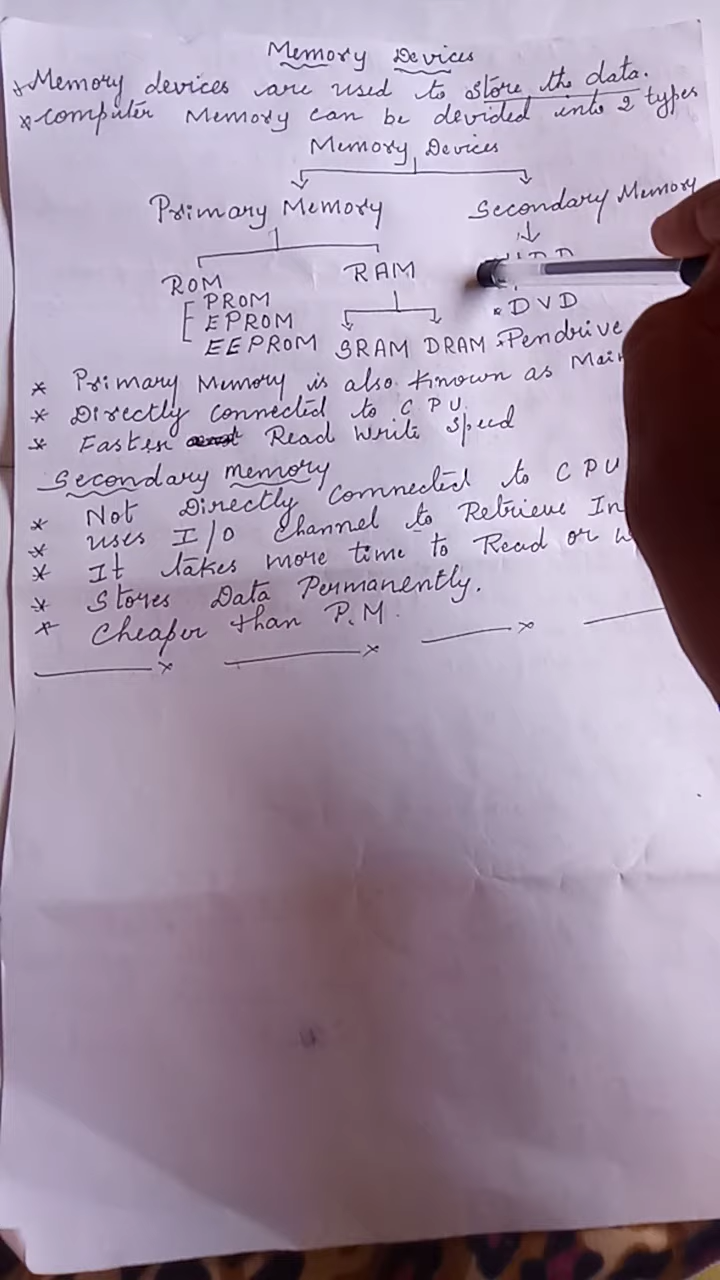 Memory Devices
* Memory devices are used to store the data.
* Computer Memory can be devided into 2 types
Memory Devices
Primary Memory Secondary Memory
ROM RAM
PROM • DVD
EPROM
EEPROM SRAM DRAM • Pendrive
* Primary Memory is also known as
* Directly connected to CPU.
* Faster Read Write Speed
Secondary memory
* Not Directly connected to CPU
* Uses I/O channel to Retrieve
* It takes more time to Read or
* Stores Data Permanently.
* Cheaper than P.M.